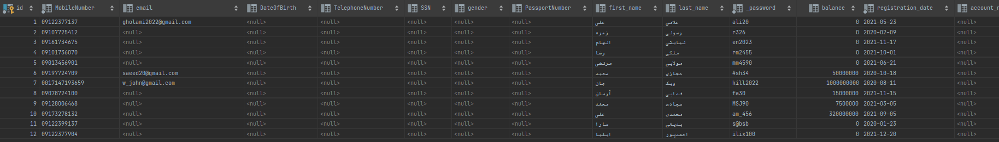 id MobileNumber email DateOfBirth TelephoneNumber SSN gender PassportNumber first_name last_name _password balance registration_date account_r
1 09122377137 gholami2022@gmail.com <null> <null> <null> <null> <null> علی غلامی ali20 0 2021-05-23 <null>
2 09107725412 <null> <null> <null> <null> <null> <null> زمره رسولی r326 0 2020-02-09 <null>
3 09161734675 <null> <null> <null> <null> <null> <null> الهام نیایشی en2023 0 2021-11-17 <null>
4 09101736070 <null> <null> <null> <null> <null> <null> رضا ملکی rm2455 0 2021-10-01 <null>
5 09013456901 <null> <null> <null> <null> <null> <null> مرتضی مولایی mm4590 0 2021-06-21 <null>
6 09197724709 saeed20@gmail.com <null> <null> <null> <null> <null> سعید حجازی #sh34 50000000 2020-10-18 <null>
7 0017147193659 w_john@gmail.com <null> <null> <null> <null> <null> جان ویک kill2022 1000000000 2020-08-11 <null>
8 09078724100 <null> <null> <null> <null> <null> <null> آرمان فدایی fa30 15000000 2021-11-15 <null>
9 09128006468 <null> <null> <null> <null> <null> <null> محمد سجادی MSJ90 7500000 2021-03-05 <null>
10 09173278132 <null> <null> <null> <null> <null> <null> علی محمدی am_456 320000000 2021-09-05 <null>
11 09122399137 <null> <null> <null> <null> <null> <null> سارا بدیعی s@bsb 0 2020-01-23 <null>
12 09122377904 <null> <null> <null> <null> <null> <null> ایلیا احمدپور ilix100 0 2021-12-20 <null>